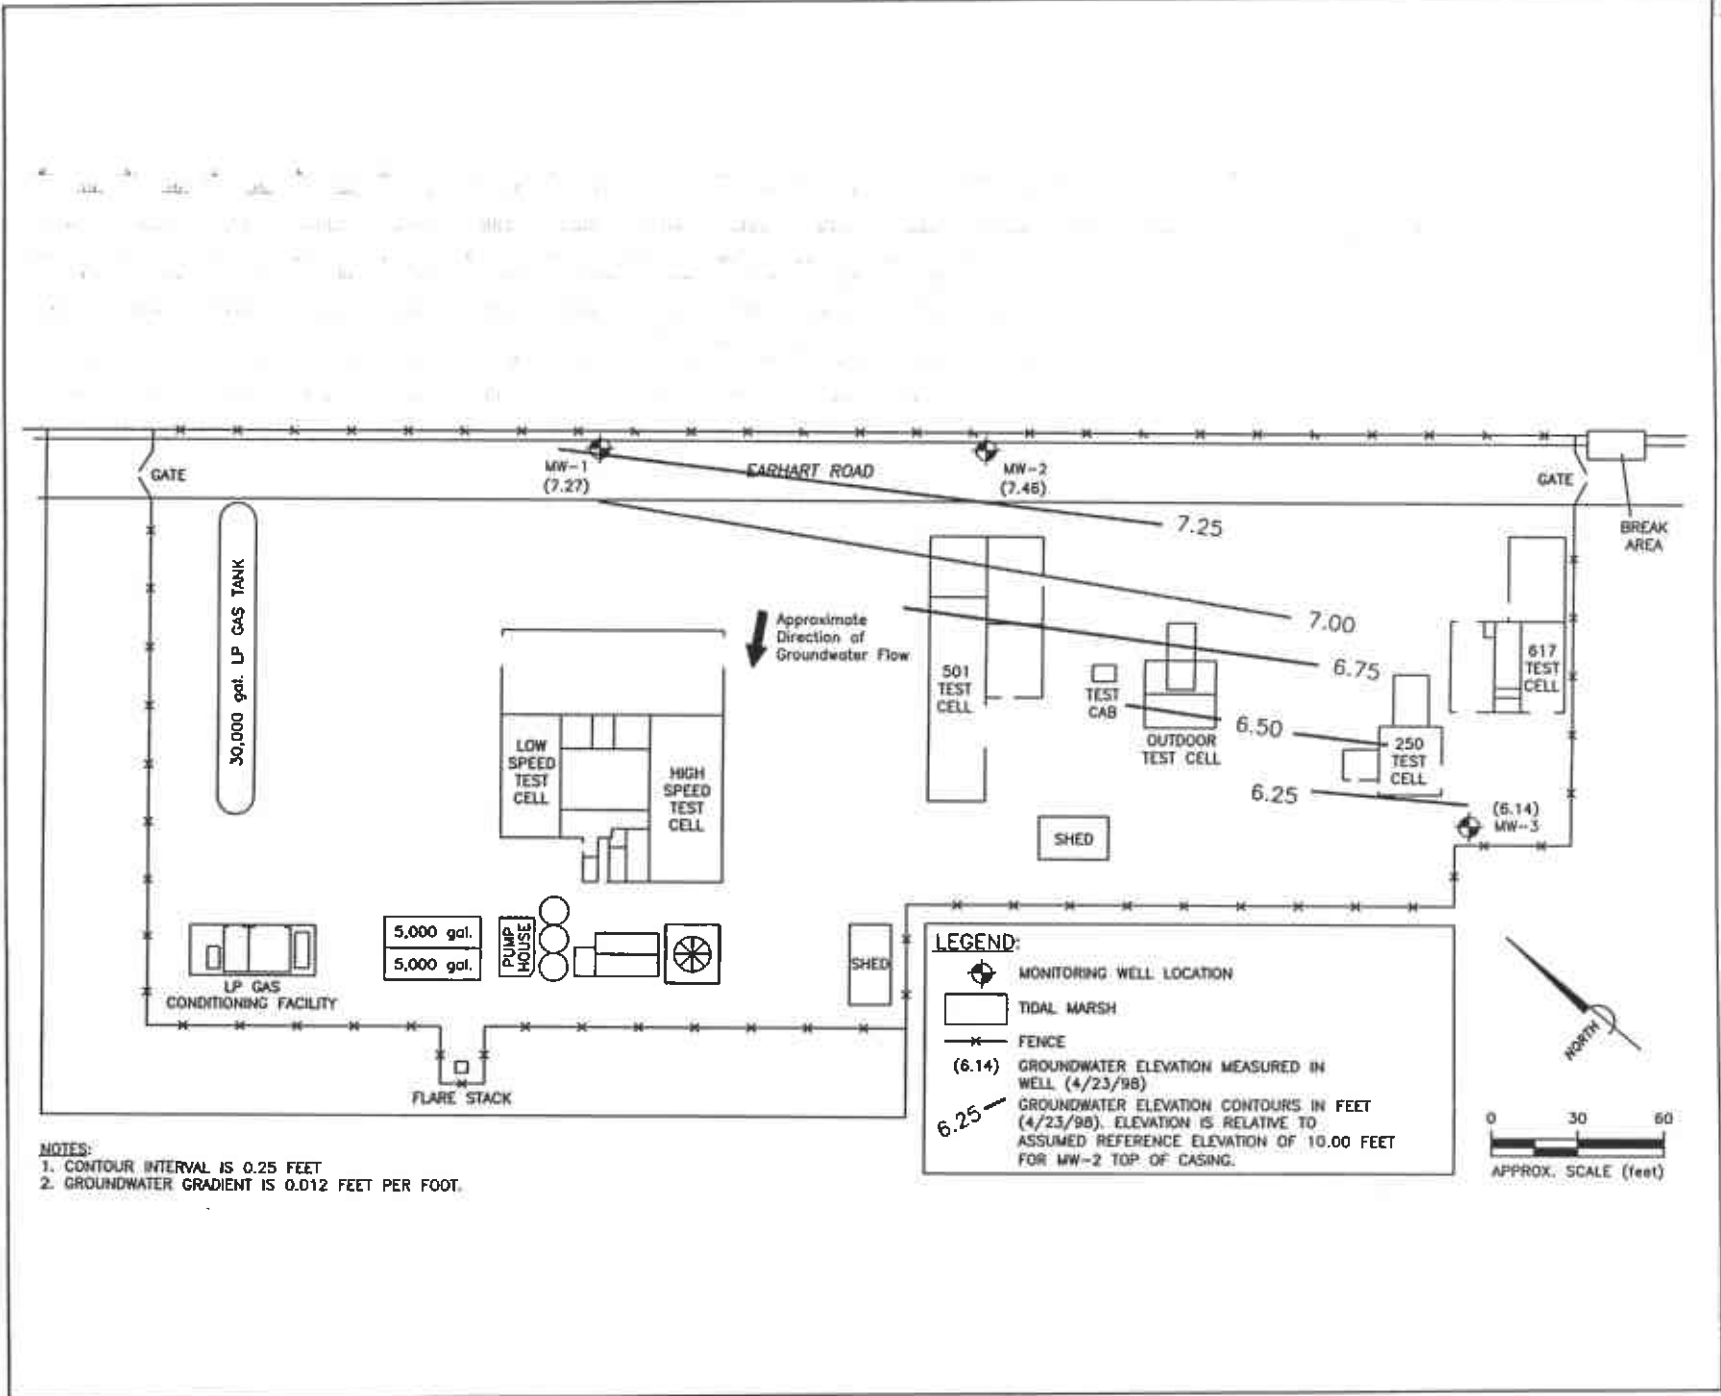 GATE
MW-1
(7.27)
EARHART ROAD
MW-2
(7.46)
GATE
BREAK
AREA
7.25
30,000 gal. LP GAS TANK
Approximate
Direction of
Groundwater Flow
7.00
6.75
617
TEST
CELL
501
TEST
CELL
TEST
CAB
6.50
OUTDOOR
TEST CELL
250
TEST
CELL
LOW
SPEED
TEST
CELL
HIGH
SPEED
TEST
CELL
6.25
(6.14)
MW-3
SHED
5,000 gal.
5,000 gal.
PUMP
HOUSE
SHED
LP GAS
CONDITIONING FACILITY
FLARE STACK
LEGEND:
MONITORING WELL LOCATION
TIDAL MARSH
FENCE
(6.14) GROUNDWATER ELEVATION MEASURED IN
WELL (4/23/98)
6.25 GROUNDWATER ELEVATION CONTOURS IN FEET
(4/23/98). ELEVATION IS RELATIVE TO
ASSUMED REFERENCE ELEVATION OF 10.00 FEET
FOR MW-2 TOP OF CASING.
NORTH
0 30 60
APPROX. SCALE (feet)
NOTES:
1. CONTOUR INTERVAL IS 0.25 FEET
2. GROUNDWATER GRADIENT IS 0.012 FEET PER FOOT.